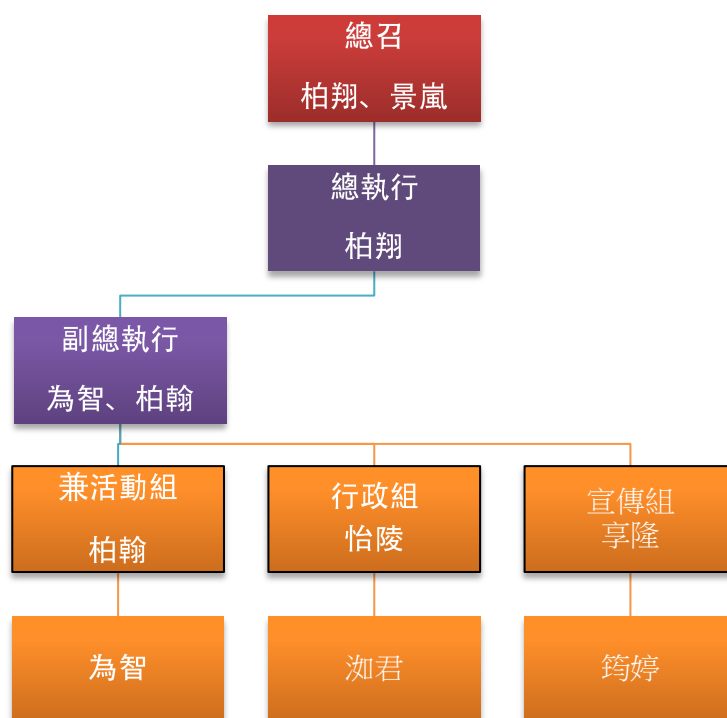 總召
柏翔、景嵐
總執行
柏翔
副總執行
為智、柏翰
兼活動組
柏翰
行政組
怡陵
宣傳組
享隆
為智
洳君
筠婷